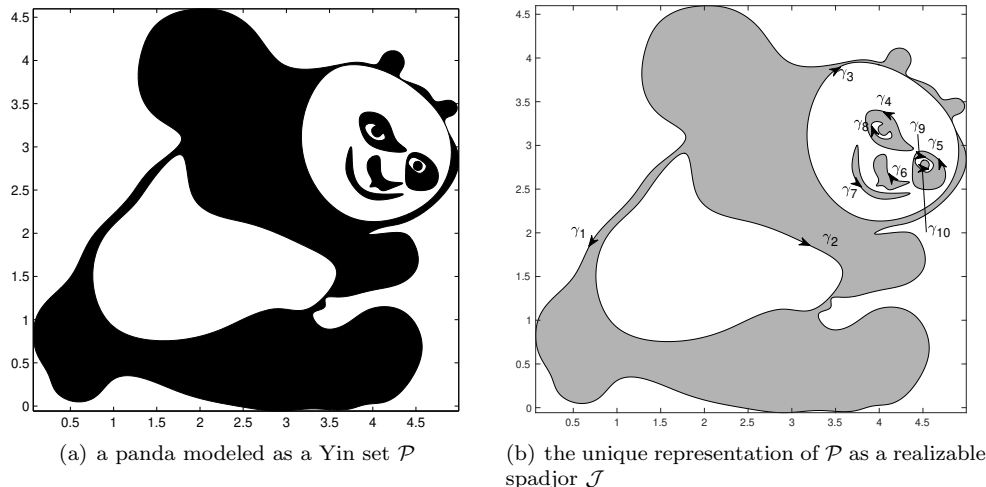 4.5
4
3.5
3
2.5
2
1.5
1
0.5
0
0.5 1 1.5 2 2.5 3 3.5 4 4.5
(a) a panda modeled as a Yin set 𝒫
4.5
4
3.5
3
2.5
2
1.5
1
0.5
0
0.5 1 1.5 2 2.5 3 3.5 4 4.5
γ3
γ4
γ8 γ9
γ5
γ6
γ7
γ1 γ2 γ10
(b) the unique representation of 𝒫 as a realizable
spadjor 𝒥